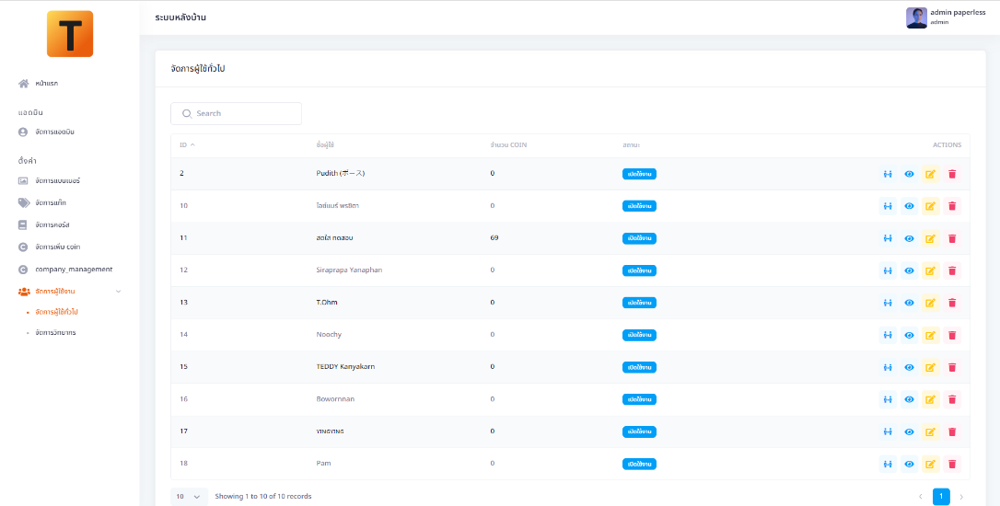 T
ระบบหลังบ้าน
admin paperless
admin
หน้าแรก
แอดมิน
จัดการแอดมิน
ตั้งค่า
จัดการแบนเนอร์
จัดการแท็ก
จัดการคอร์ส
จัดการเพิ่ม coin
company_management
จัดการผู้ใช้งาน
จัดการผู้ใช้ทั่วไป
จัดการวิทยากร
จัดการผู้ใช้ทั่วไป
Search
ID ชื่อผู้ใช้ จำนวน COIN สถานะ ACTIONS
2 Pudith (ポース) 0 เปิดใช้งาน
10 ไอซ์แมรี่ พรธิตา 0 เปิดใช้งาน
11 สดใส ทดสอบ 69 เปิดใช้งาน
12 Siraprapa Yanaphan 0 เปิดใช้งาน
13 T.Ohm 0 เปิดใช้งาน
14 Noochy 0 เปิดใช้งาน
15 TEDDY Kanyakarn 0 เปิดใช้งาน
16 Bowornnan 0 เปิดใช้งาน
17 ʏɪɴɢʏɪɴɢ 0 เปิดใช้งาน
18 Pam 0 เปิดใช้งาน
10 Showing 1 to 10 of 10 records 1